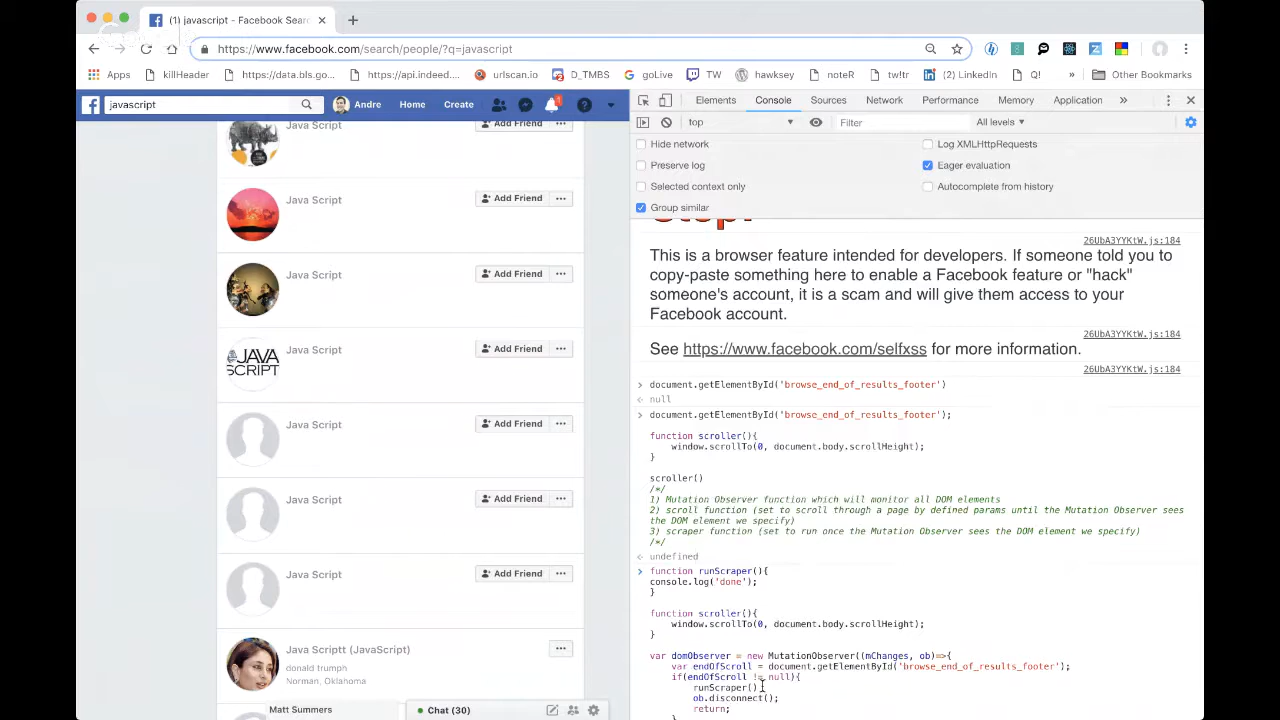 (1) javascript - Facebook Sear
https://www.facebook.com/search/people/?q=javascript
Apps killHeader https://data.bls.go... https://api.indeed.... urlscan.io D_TMBS goLive TW hawksey noteR tw!tr (2) LinkedIn Q! » Other Bookmarks
javascript Andre Home Create 1
Elements Console Sources Network Performance Memory Application »
top Filter All levels ▼
Hide network
Log XMLHttpRequests
Preserve log
Eager evaluation
Selected context only
Autocomplete from history
Group similar
Java Script Add Friend
Java Script Add Friend
Java Script Add Friend
JAVA
SCRIPT
Java Script Add Friend
Java Script Add Friend
Java Script Add Friend
Java Script Add Friend
Java Scriptt (JavaScript)
donald trumph
Norman, Oklahoma
Matt Summers
Chat (30)
Stop!
26UbA3YYKtW.js:184
This is a browser feature intended for developers. If someone told you to
copy-paste something here to enable a Facebook feature or "hack"
someone's account, it is a scam and will give them access to your
Facebook account.
26UbA3YYKtW.js:184
See https://www.facebook.com/selfxss for more information.
26UbA3YYKtW.js:184
> document.getElementById('browse_end_of_results_footer')
null
> document.getElementById('browse_end_of_results_footer');
function scroller(){
window.scrollTo(0, document.body.scrollHeight);
}
scroller()
/*/
1) Mutation Observer function which will monitor all DOM elements
2) scroll function (set to scroll through a page by defined params until the Mutation Observer sees
the DOM element we specify)
3) scraper function (set to run once the Mutation Observer sees the DOM element we specify)
/*/
undefined
> function runScraper(){
console.log('done');
}
function scroller(){
window.scrollTo(0, document.body.scrollHeight);
}
var domObserver = new MutationObserver((mChanges, ob)=>{
var endOfScroll = document.getElementById('browse_end_of_results_footer');
if(endOfScroll != null){
runScraper()
ob.disconnect();
return;
}